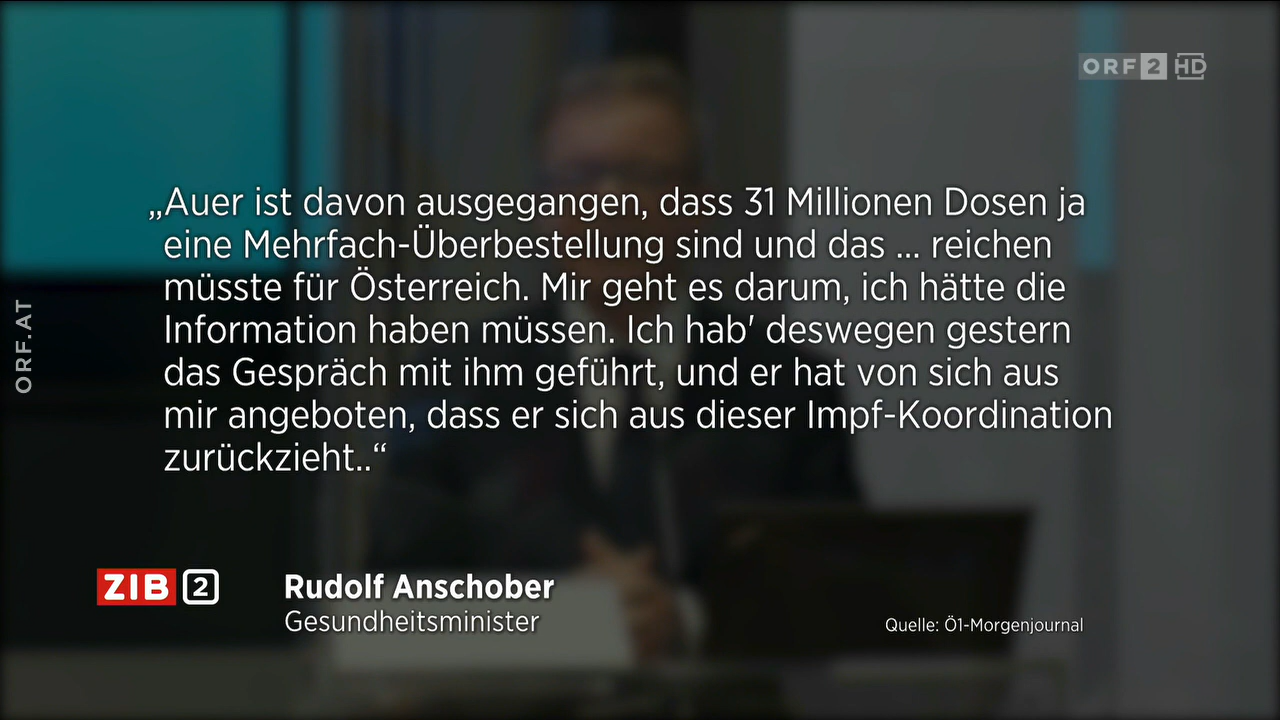 ORF 2 HD
„Auer ist davon ausgegangen, dass 31 Millionen Dosen ja
eine Mehrfach-Überbestellung sind und das ... reichen
müsste für Österreich. Mir geht es darum, ich hätte die
Information haben müssen. Ich hab' deswegen gestern
das Gespräch mit ihm geführt, und er hat von sich aus
mir angeboten, dass er sich aus dieser Impf-Koordination
zurückzieht..“
ORF.AT
ZIB 2
Rudolf Anschober
Gesundheitsminister
Quelle: Ö1-Morgenjournal